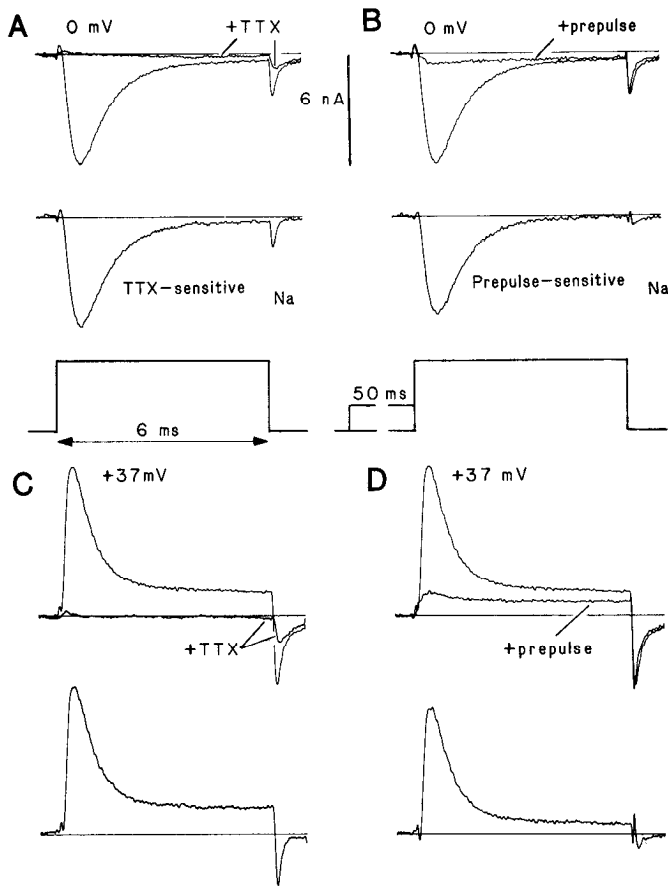 A
0 mV
+TTX
B
0 mV
+prepulse
6 nA
TTX-sensitive
Na
Prepulse-sensitive
Na
6 ms
50 ms
C
+37mV
+TTX
D
+37 mV
+prepulse